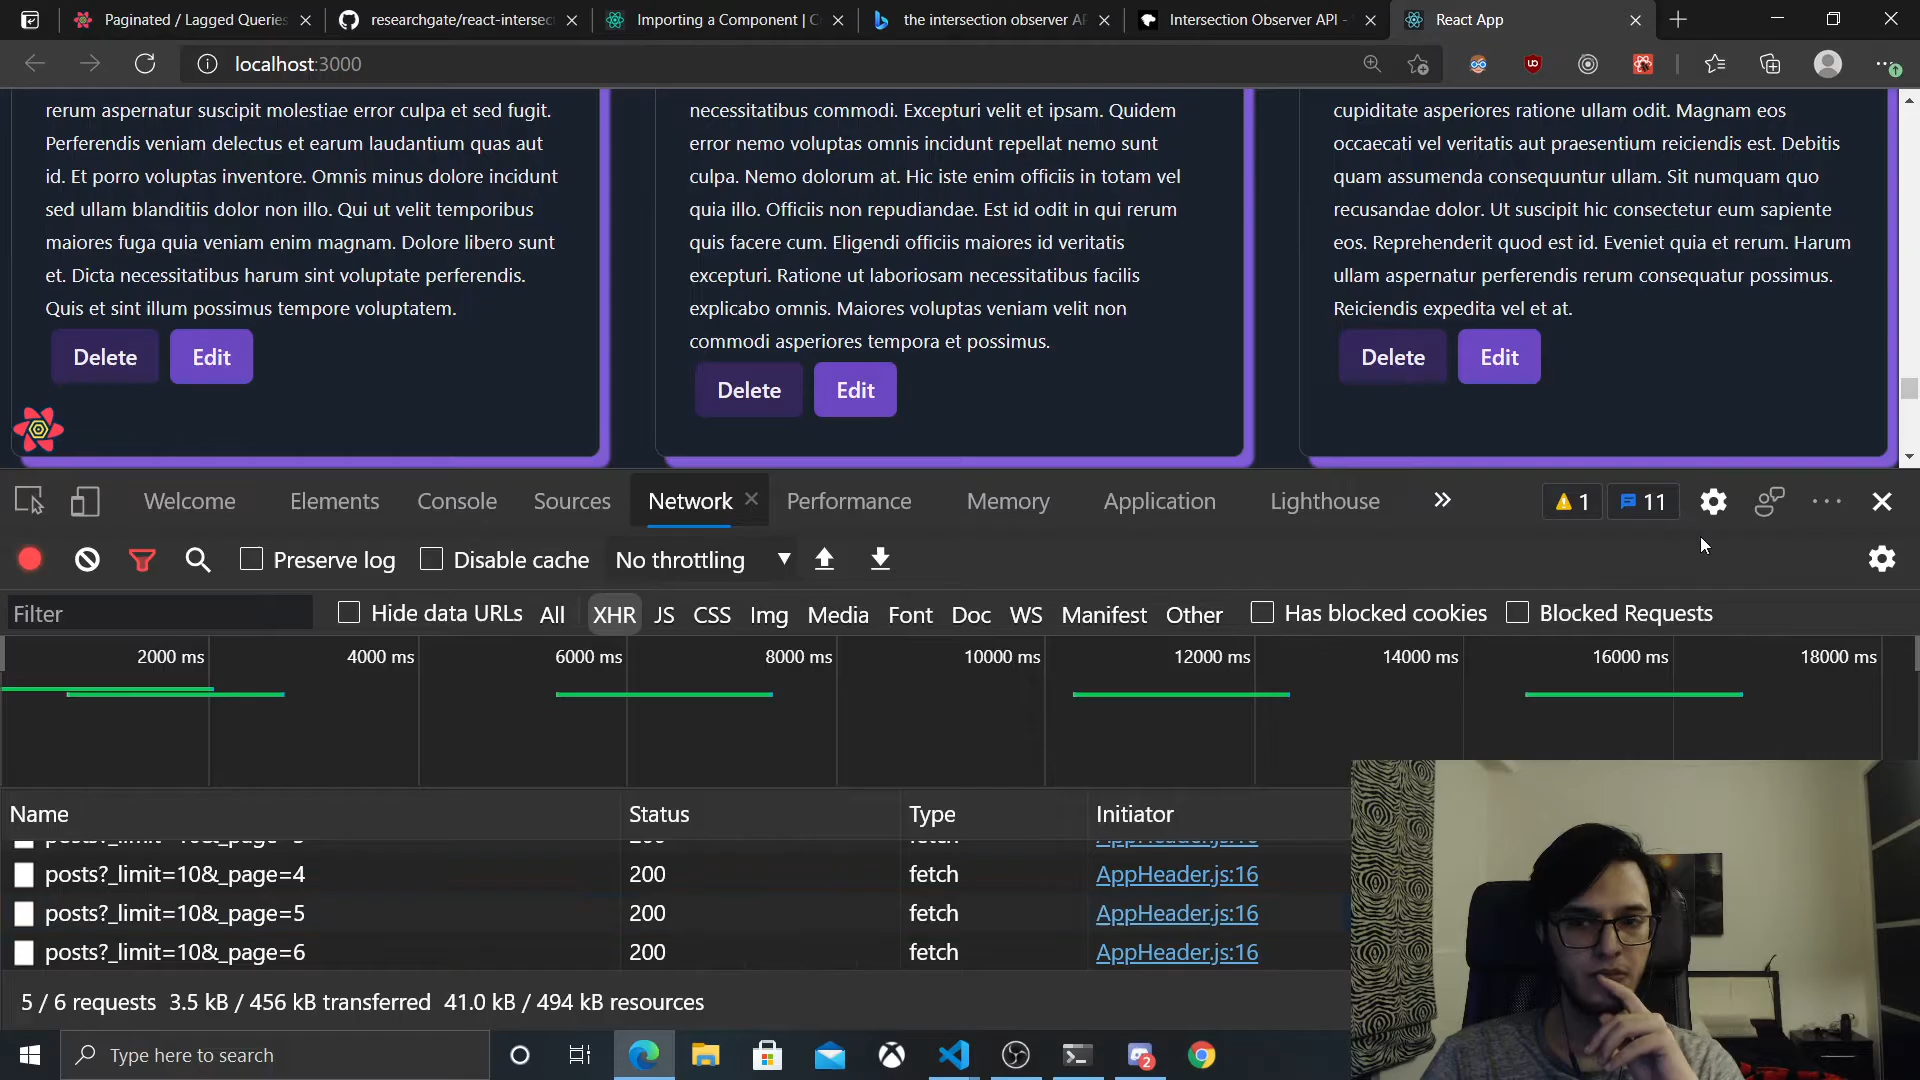 Paginated / Lagged Queries
researchgate/react-intersec
Importing a Component | C
the intersection observer AP
Intersection Observer API -
React App
localhost:3000
rerum aspernatur suscipit molestiae error culpa et sed fugit.
Perferendis veniam delectus et earum laudantium quas aut
id. Et porro voluptas inventore. Omnis minus dolore incidunt
sed ullam blanditiis dolor non illo. Qui ut velit temporibus
maiores fuga quia veniam enim magnam. Dolore libero sunt
et. Dicta necessitatibus harum sint voluptate perferendis.
Quis et sint illum possimus tempore voluptatem.
Delete
Edit
necessitatibus commodi. Excepturi velit et ipsam. Quidem
error nemo voluptas omnis incidunt repellat nemo sunt
culpa. Nemo dolorum at. Hic iste enim officiis in totam vel
quia illo. Officiis non repudiandae. Est id odit in qui rerum
quis facere cum. Eligendi officiis maiores id veritatis
excepturi. Ratione ut laboriosam necessitatibus facilis
explicabo omnis. Maiores voluptas veniam velit non
commodi asperiores tempora et possimus.
Delete
Edit
cupiditate asperiores ratione ullam odit. Magnam eos
occaecati vel veritatis aut praesentium reiciendis est. Debitis
quam assumenda consequuntur ullam. Sit numquam quo
recusandae dolor. Ut suscipit hic consectetur eum sapiente
eos. Reprehenderit quod est id. Eveniet quia et rerum. Harum
ullam aspernatur perferendis rerum consequatur possimus.
Reiciendis expedita vel et at.
Delete
Edit
Welcome Elements Console Sources Network Performance Memory Application Lighthouse 1 11
Preserve log Disable cache No throttling
Filter Hide data URLs All XHR JS CSS Img Media Font Doc WS Manifest Other Has blocked cookies Blocked Requests
2000 ms 4000 ms 6000 ms 8000 ms 10000 ms 12000 ms 14000 ms 16000 ms 18000 ms
Name Status Type Initiator
posts?_limit=10&_page=4 200 fetch AppHeader.js:16
posts?_limit=10&_page=5 200 fetch AppHeader.js:16
posts?_limit=10&_page=6 200 fetch AppHeader.js:16
5 / 6 requests 3.5 kB / 456 kB transferred 41.0 kB / 494 kB resources
Type here to search
2